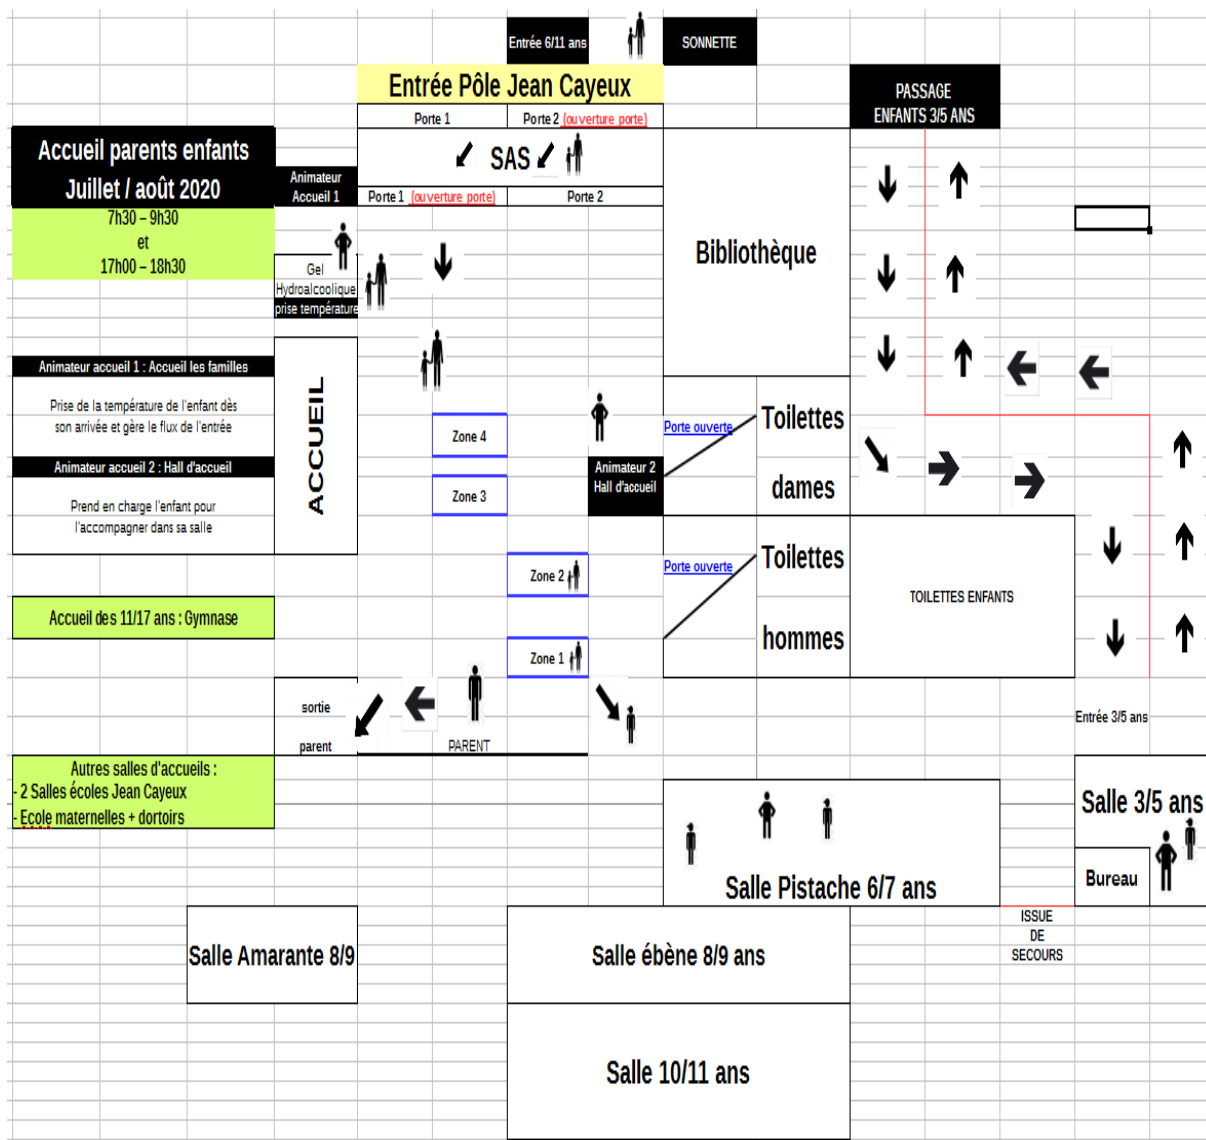 Entrée 6/11 ans
SONNETTE
Entrée Pôle Jean Cayeux
PASSAGE
ENFANTS 3/5 ANS
Porte 1
Porte 2 (ouverture porte)
Accueil parents enfants
Juillet / août 2020
SAS
Animateur
Accueil 1
Porte 1 (ouverture porte)
Porte 2
7h30 – 9h30
et
17h00 – 18h30
Bibliothèque
Gel
Hydroalcoolique
prise température
Animateur accueil 1 : Accueil les familles
Prise de la température de l'enfant dès
son arrivée et gère le flux de l'entrée
Animateur accueil 2 : Hall d'accueil
Prend en charge l'enfant pour
l'accompagner dans sa salle
ACCUEIL
Zone 4
Zone 3
Animateur 2
Hall d'accueil
Porte ouverte
Toilettes
dames
Zone 2
Porte ouverte
Toilettes
hommes
TOILETTES ENFANTS
Accueil des 11/17 ans : Gymnase
Zone 1
sortie
parent
PARENT
Entrée 3/5 ans
Autres salles d'accueils :
- 2 Salles écoles Jean Cayeux
- Ecole maternelles + dortoirs
Salle 3/5 ans
Bureau
Salle Pistache 6/7 ans
ISSUE
DE
SECOURS
Salle Amarante 8/9
Salle ébène 8/9 ans
Salle 10/11 ans